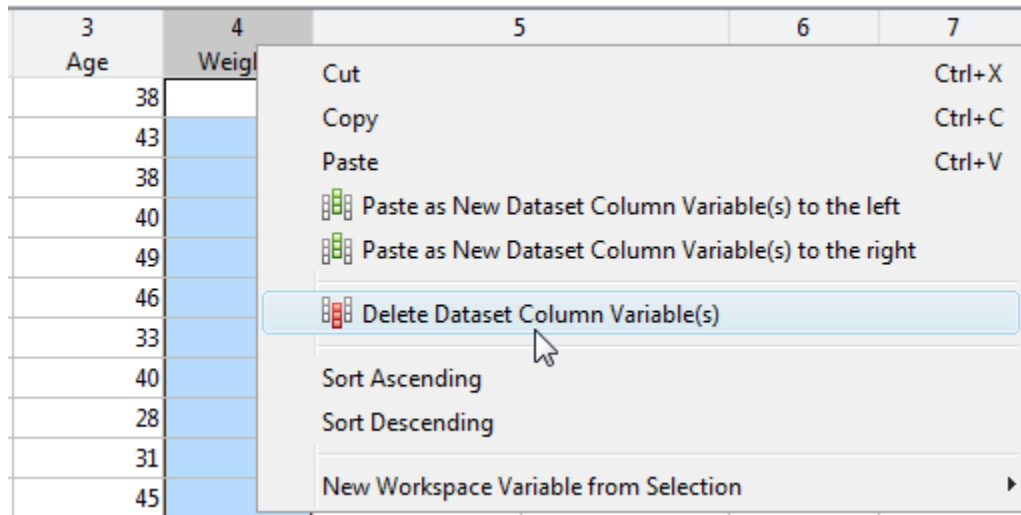 3 4 5 6 7
Age
38
43
38
40
49
46
33
40
28
31
45
Cut Ctrl+X
Copy Ctrl+C
Paste Ctrl+V
Paste as New Dataset Column Variable(s) to the left
Paste as New Dataset Column Variable(s) to the right
Delete Dataset Column Variable(s)
Sort Ascending
Sort Descending
New Workspace Variable from Selection